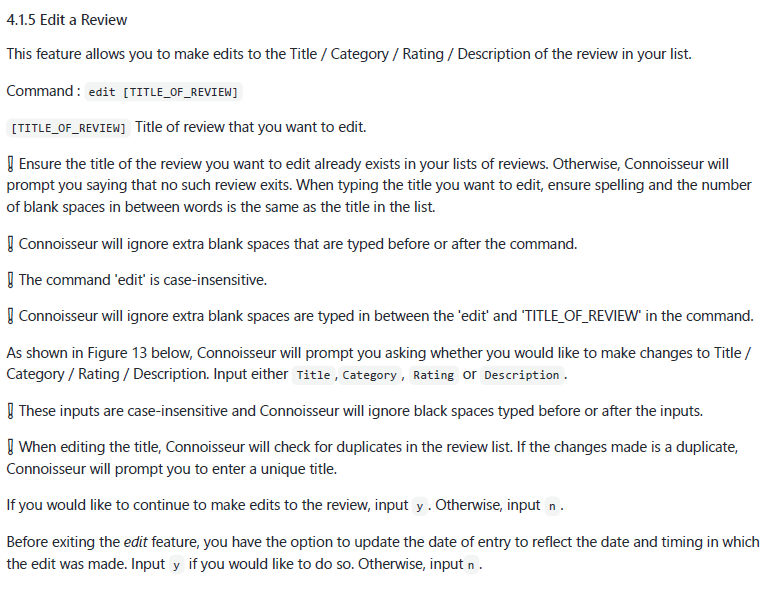 4.1.5 Edit a Review
This feature allows you to make edits to the Title / Category / Rating / Description of the review in your list.
Command : edit [TITLE_OF_REVIEW]
[TITLE_OF_REVIEW] Title of review that you want to edit.
❗ Ensure the title of the review you want to edit already exists in your lists of reviews. Otherwise, Connoisseur will
prompt you saying that no such review exits. When typing the title you want to edit, ensure spelling and the number
of blank spaces in between words is the same as the title in the list.
❗ Connoisseur will ignore extra blank spaces that are typed before or after the command.
❗ The command 'edit' is case-insensitive.
❗ Connoisseur will ignore extra blank spaces are typed in between the 'edit' and 'TITLE_OF_REVIEW' in the command.
As shown in Figure 13 below, Connoisseur will prompt you asking whether you would like to make changes to Title /
Category / Rating / Description. Input either Title , Category , Rating or Description .
❗ These inputs are case-insensitive and Connoisseur will ignore black spaces typed before or after the inputs.
❗ When editing the title, Connoisseur will check for duplicates in the review list. If the changes made is a duplicate,
Connoisseur will prompt you to enter a unique title.
If you would like to continue to make edits to the review, input y . Otherwise, input n .
Before exiting the edit feature, you have the option to update the date of entry to reflect the date and timing in which
the edit was made. Input y if you would like to do so. Otherwise, input n .